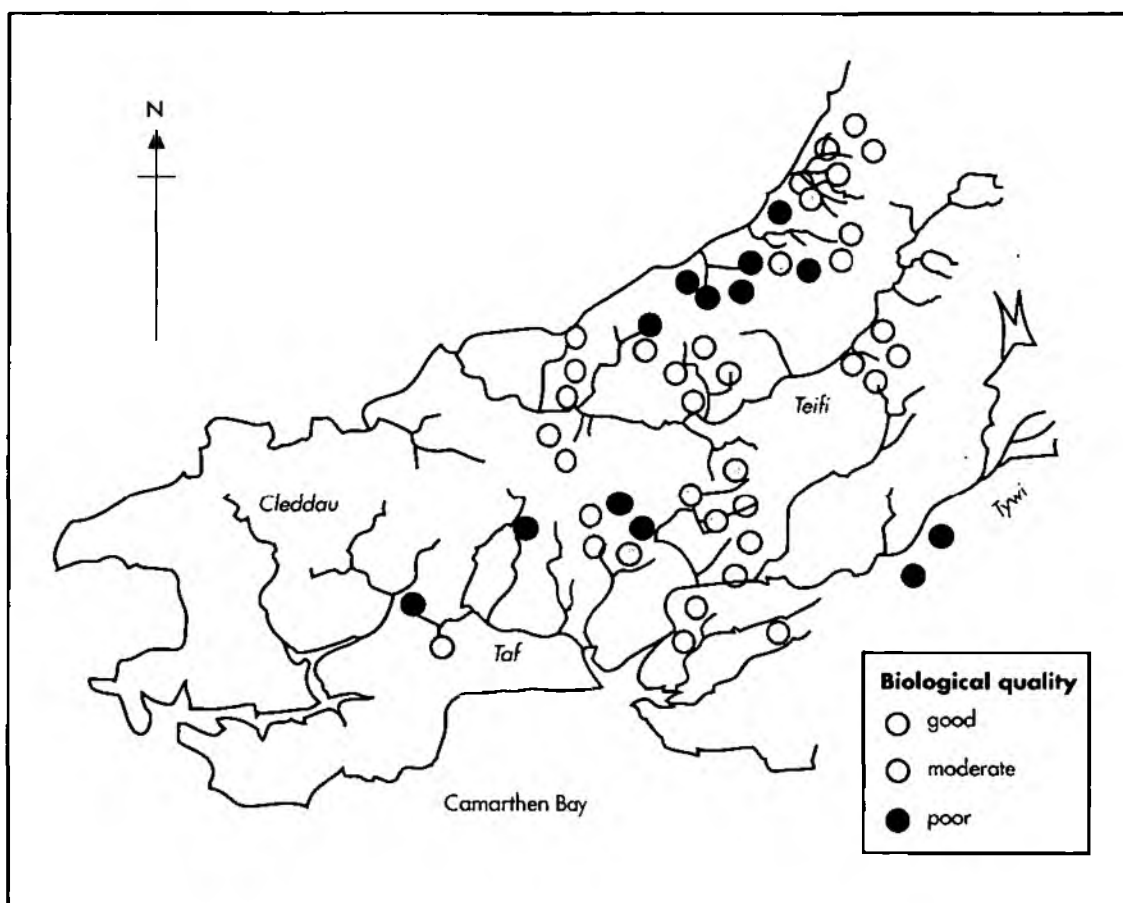 N
Teifi
Cleddau
Tywi
Taf
Biological quality
good
moderate
poor
Camarthen Bay